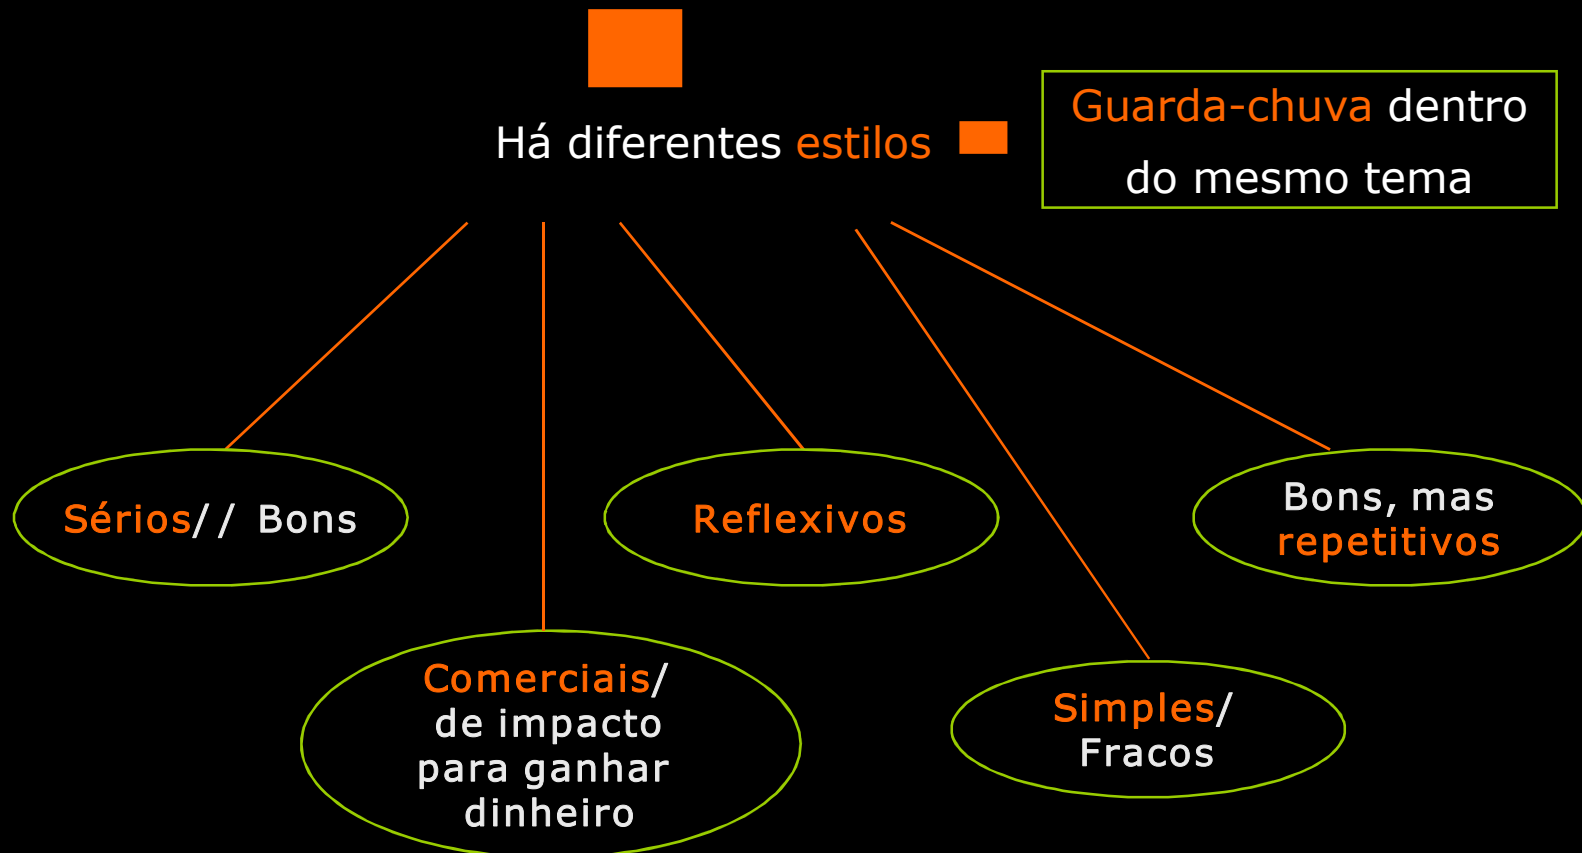 Há diferentes estilos
Guarda-chuva dentro
do mesmo tema
Sérios// Bons
Reflexivos
Bons, mas
repetitivos
Comerciais/
de impacto
para ganhar
dinheiro
Simples/
Fracos